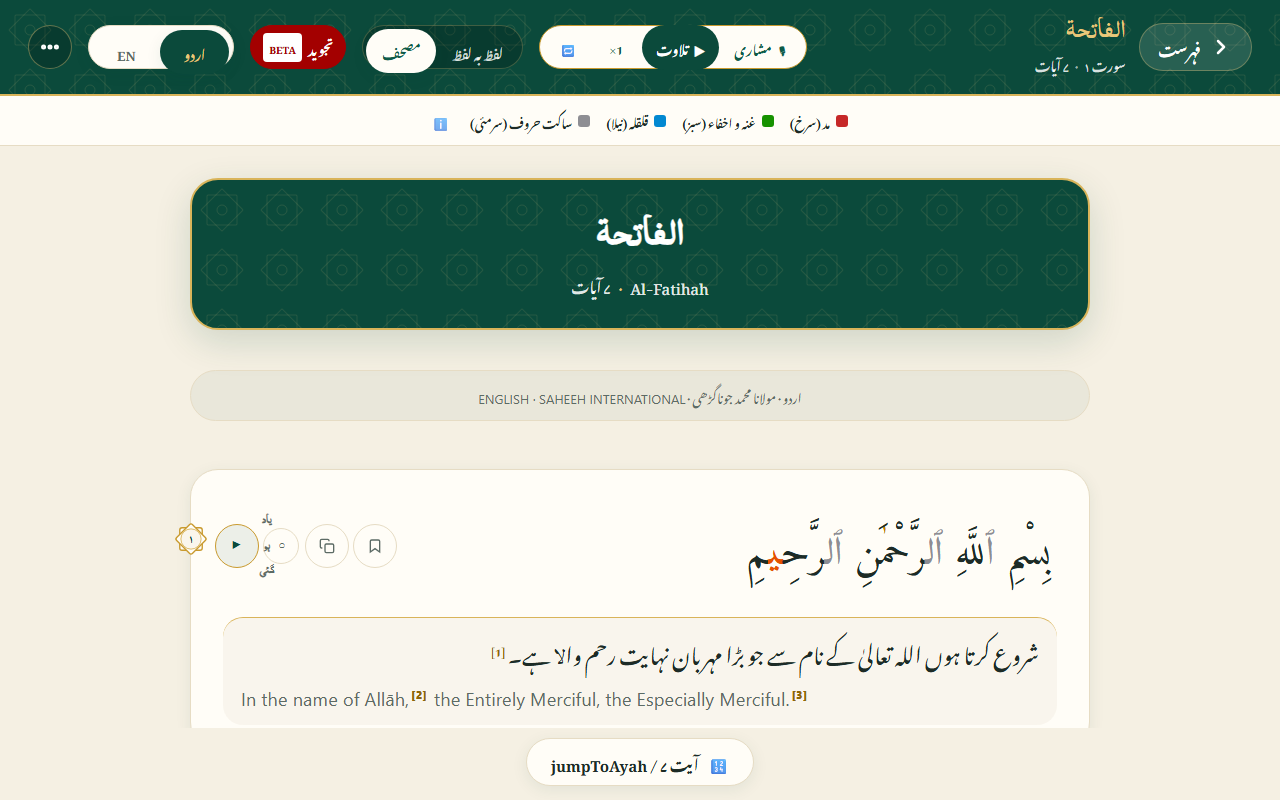 فہرست
الفاتحة
سورت ۱ · ۷ آیات
مشاری
▶ تلاوت
×1
لفظ بہ لفظ
مصحف
تجوید BETA
اردو
EN
•••
مد (سرخ)
غنہ و اخفاء (سبز)
قلقلہ (نیلا)
ساکت حروف (سرمئی)
الفاتحة
Al-Fatihah · ۷ آیات
اردو · مولانا محمد جوناگڑھی · ENGLISH · SAHEEH INTERNATIONAL
بِسْمِ ٱللَّهِ ٱلرَّحْمَٰنِ ٱلرَّحِيمِ
یاد ہو گئی
۱
شروع کرتا ہوں اللہ تعالیٰ کے نام سے جو بڑا مہربان نہایت رحم والا ہے۔ [1]
In the name of Allāh,[2] the Entirely Merciful, the Especially Merciful.[3]
آیت ۷ / jumpToAyah